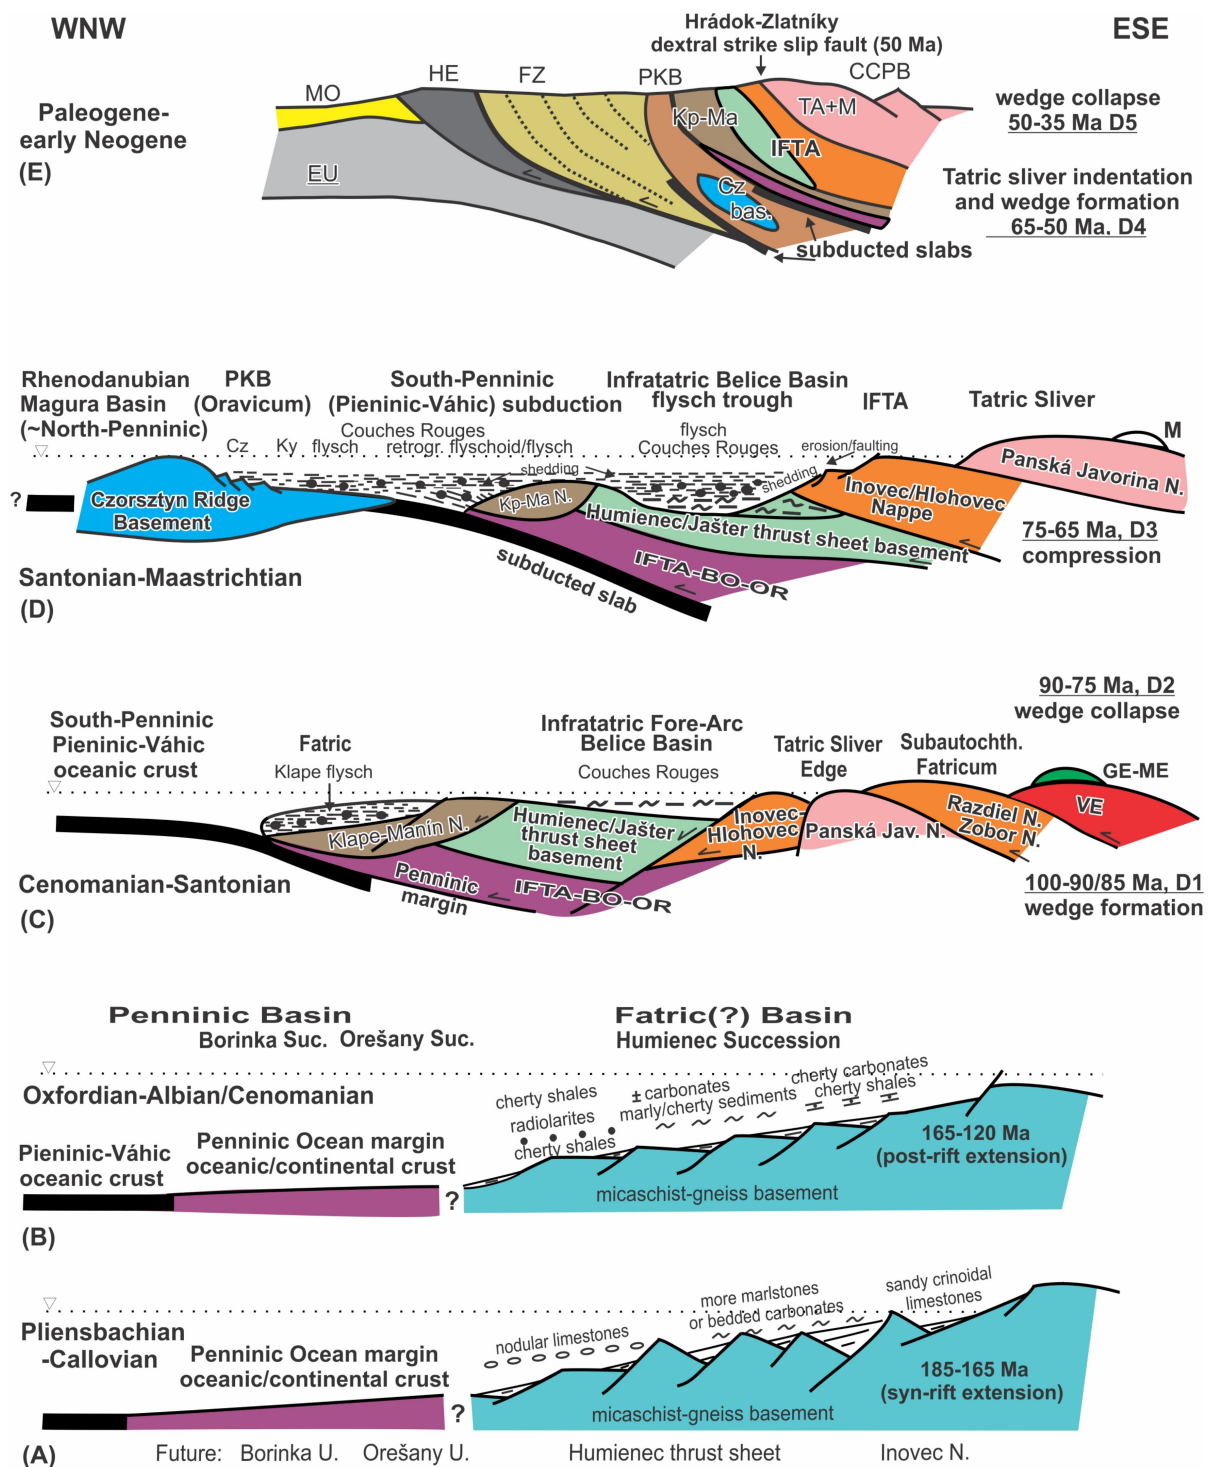 WNW
ESE
Hrádok-Zlatníky
dextral strike slip fault (50 Ma)
MO
HE
FZ
PKB
CCPB
Paleogene-
early Neogene
(E)
EU
Kp-Ma
TA+M
IFTA
Cz
bas.
wedge collapse
50-35 Ma D5
Tatric sliver indentation
and wedge formation
65-50 Ma. D4
subducted slabs
Rhenodanubian
Magura Basin
(~North-Penninic)
PKB
(Oravicum)
South-Penninic
(Pieninic-Váhic) subduction
Infratatric Belice Basin
flysch trough
IFTA
Tatric Sliver
Couches Rouges
Cz
Ky
flysch
retrogr. flyschoid/flysch
flysch
Couches Rouges
erosion/faulting
M
shedding
shedding
?
Czorsztyn Ridge
Basement
Kp-Ma N.
Humienec/Jašter thrust sheet basement
Inovec/Hlohovec
Nappe
Panská Javorina N.
IFTA-BO-OR
subducted slab
75-65 Ma, D3
compression
Santonian-Maastrichtian
(D)
90-75 Ma, D2
wedge collapse
South-Penninic
Pieninic-Váhic
oceanic crust
Fatric
Klape flysch
Infratatric Fore-Arc
Belice Basin
Couches Rouges
Tatric Sliver
Edge
Subautochth.
Fatricum
GE-ME
VE
Klape-Manín N.
Humienec/Jašter
thrust sheet
basement
Inovec-
Hlohovec
N.
Panská Jav. N.
Razdiel N.
Zobor N.
Penninic
margin
IFTA-BO-OR
Cenomanian-Santonian
(C)
100-90/85 Ma, D1
wedge formation
Penninic Basin
Fatric(?) Basin
Borinka Suc.
Orešany Suc.
Humienec Succession
Oxfordian-Albian/Cenomanian
cherty shales
radiolarites
cherty shales
± carbonates
marly/cherty sediments
cherty carbonates
cherty shales
Pieninic-Váhic
oceanic crust
Penninic Ocean margin
oceanic/continental crust
?
165-120 Ma
(post-rift extension)
micaschist-gneiss basement
(B)
Pliensbachian
-Callovian
Penninic Ocean margin
oceanic/continental crust
?
nodular limestones
more marlstones
or bedded carbonates
sandy crinoidal
limestones
185-165 Ma
(syn-rift extension)
micaschist-gneiss basement
(A)
Future:
Borinka U.
Orešany U.
Humienec thrust sheet
Inovec N.